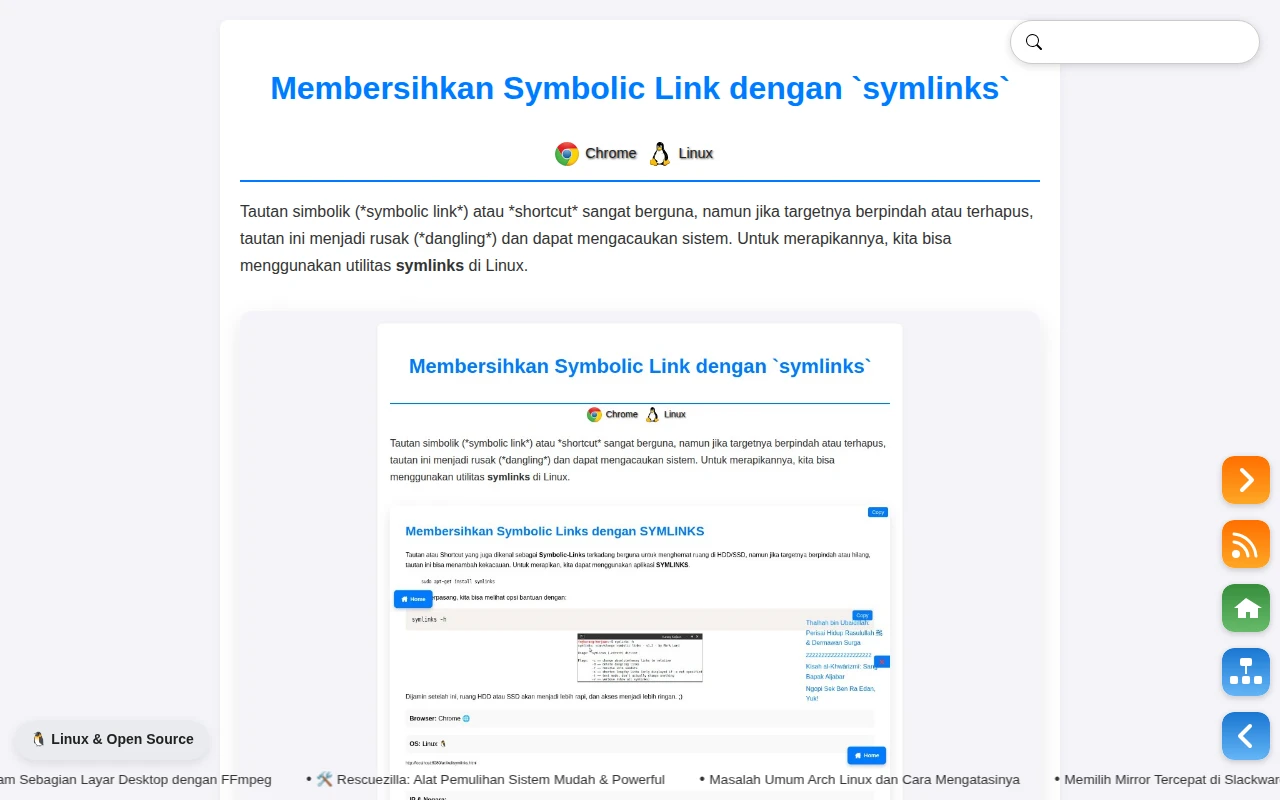 Membersihkan Symbolic Link dengan `symlinks`
Chrome Linux
Tautan simbolik (*symbolic link*) atau *shortcut* sangat berguna, namun jika targetnya berpindah atau terhapus,
tautan ini menjadi rusak (*dangling*) dan dapat mengacaukan sistem. Untuk merapikannya, kita bisa
menggunakan utilitas symlinks di Linux.
Membersihkan Symbolic Link dengan `symlinks`
Chrome Linux
Tautan simbolik (*symbolic link*) atau *shortcut* sangat berguna, namun jika targetnya berpindah atau terhapus,
tautan ini menjadi rusak (*dangling*) dan dapat mengacaukan sistem. Untuk merapikannya, kita bisa
menggunakan utilitas symlinks di Linux.
Copy
Membersihkan Symbolic Links dengan SYMLINKS
Tautan atau Shortcut yang juga dikenal sebagai Symbolic-Links terkadang berguna untuk menghemat ruang di HDD/SSD, namun jika targetnya berpindah atau hilang,
tautan ini bisa menambah kekacauan. Untuk merapikan, kita dapat menggunakan aplikasi SYMLINKS.
sudo apt-get install symlinks
Home
erpasang, kita bisa melihat opsi bantuan dengan:
Copy
symlinks -h
Thalhah bin Ubaidillah:
Perisai Hidup Rasulullah ﷺ
& Dermawan Surga
Kisah al-Khwārizmī: Sang
Bapak Aljabar
Ngopi Sek Ben Ra Edan,
Yuk!
Dijamin setelah ini, ruang HDD atau SSD akan menjadi lebih rapi, dan akses menjadi lebih ringan. ;)
Browser: Chrome
OS: Linux
Home
IP & Negara:
Linux & Open Source
am Sebagian Layar Desktop dengan FFmpeg • Rescuezilla: Alat Pemulihan Sistem Mudah & Powerful • Masalah Umum Arch Linux dan Cara Mengatasinya • Memilih Mirror Tercepat di Slackwar